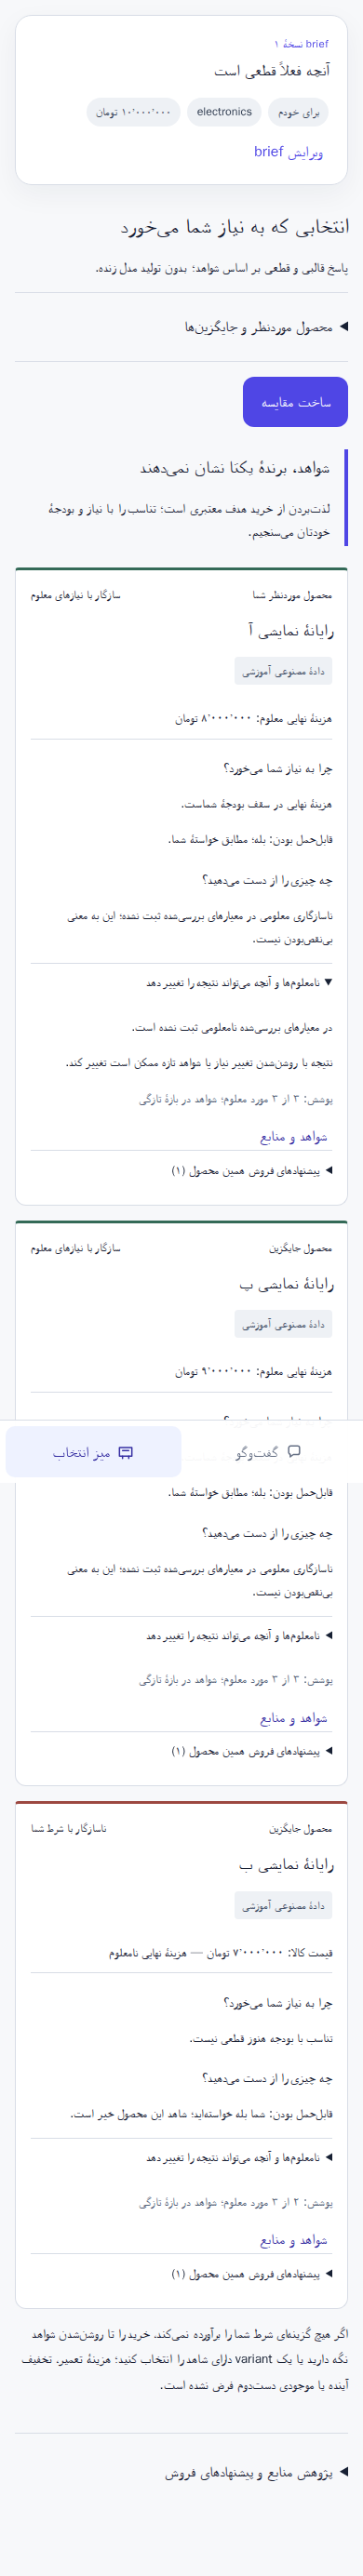 brief نسخهٔ ۱
آنچه فعلاً قطعی است
برای خودم
electronics
۱۰٬۰۰۰٬۰۰۰ تومان
ویرایش brief
انتخابی که به نیاز شما می‌خورد
پاسخ قالبی و قطعی بر اساس شواهد؛ بدون تولید مدل زنده.
محصول موردنظر و جایگزین‌ها
ساخت مقایسه
شواهد، برندهٔ یکتا نشان نمی‌دهند
لذت‌بردن از خرید هدف معتبری است؛ تناسب را با نیاز و بودجهٔ
خودتان می‌سنجیم.
محصول موردنظر شما
سازگار با نیازهای معلوم
رایانهٔ نمایشی آ
دادهٔ مصنوعی آموزشی
هزینهٔ نهایی معلوم: ۸٬۰۰۰٬۰۰۰ تومان
چرا به نیاز شما می‌خورد؟
هزینهٔ نهایی در سقف بودجهٔ شماست.
قابل‌حمل بودن: بله؛ مطابق خواستهٔ شما.
چه چیزی را از دست می‌دهید؟
ناسازگاری معلومی در معیارهای بررسی‌شده ثبت نشده؛ این به معنی
بی‌نقص‌بودن نیست.
نامعلوم‌ها و آنچه می‌تواند نتیجه را تغییر دهد
در معیارهای بررسی‌شده نامعلومی ثبت نشده است.
نتیجه با روشن‌شدن تغییر نیاز یا شواهد تازه ممکن است تغییر کند.
پوشش: ۳ از ۳ مورد معلوم؛ شواهد در بازهٔ تازگی
شواهد و منابع
پیشنهادهای فروش همین محصول (۱)
محصول جایگزین
سازگار با نیازهای معلوم
رایانهٔ نمایشی پ
دادهٔ مصنوعی آموزشی
هزینهٔ نهایی معلوم: ۹٬۰۰۰٬۰۰۰ تومان
گفت‌وگو
میز انتخاب
قابل‌حمل بودن: بله؛ مطابق خواستهٔ شما.
چه چیزی را از دست می‌دهید؟
ناسازگاری معلومی در معیارهای بررسی‌شده ثبت نشده؛ این به معنی
بی‌نقص‌بودن نیست.
نامعلوم‌ها و آنچه می‌تواند نتیجه را تغییر دهد
پوشش: ۳ از ۳ مورد معلوم؛ شواهد در بازهٔ تازگی
شواهد و منابع
پیشنهادهای فروش همین محصول (۱)
محصول جایگزین
ناسازگار با شرط شما
رایانهٔ نمایشی ب
دادهٔ مصنوعی آموزشی
قیمت کالا: ۷٬۰۰۰٬۰۰۰ تومان — هزینهٔ نهایی نامعلوم
چرا به نیاز شما می‌خورد؟
تناسب با بودجه هنوز قطعی نیست.
چه چیزی را از دست می‌دهید؟
قابل‌حمل بودن: شما بله خواسته‌اید؛ شاهد این محصول خیر است.
نامعلوم‌ها و آنچه می‌تواند نتیجه را تغییر دهد
پوشش: ۲ از ۳ مورد معلوم؛ شواهد در بازهٔ تازگی
شواهد و منابع
پیشنهادهای فروش همین محصول (۱)
اگر هیچ گزینه‌ای شرط شما را برآورده نمی‌کند، خرید را تا روشن‌شدن شواهد
نگه دارید یا یک variant دارای شاهد را انتخاب کنید؛ هزینهٔ تعمیر، تخفیف
آینده یا موجودی دست‌دوم فرض نشده است.
پژوهش منابع و پیشنهادهای فروش